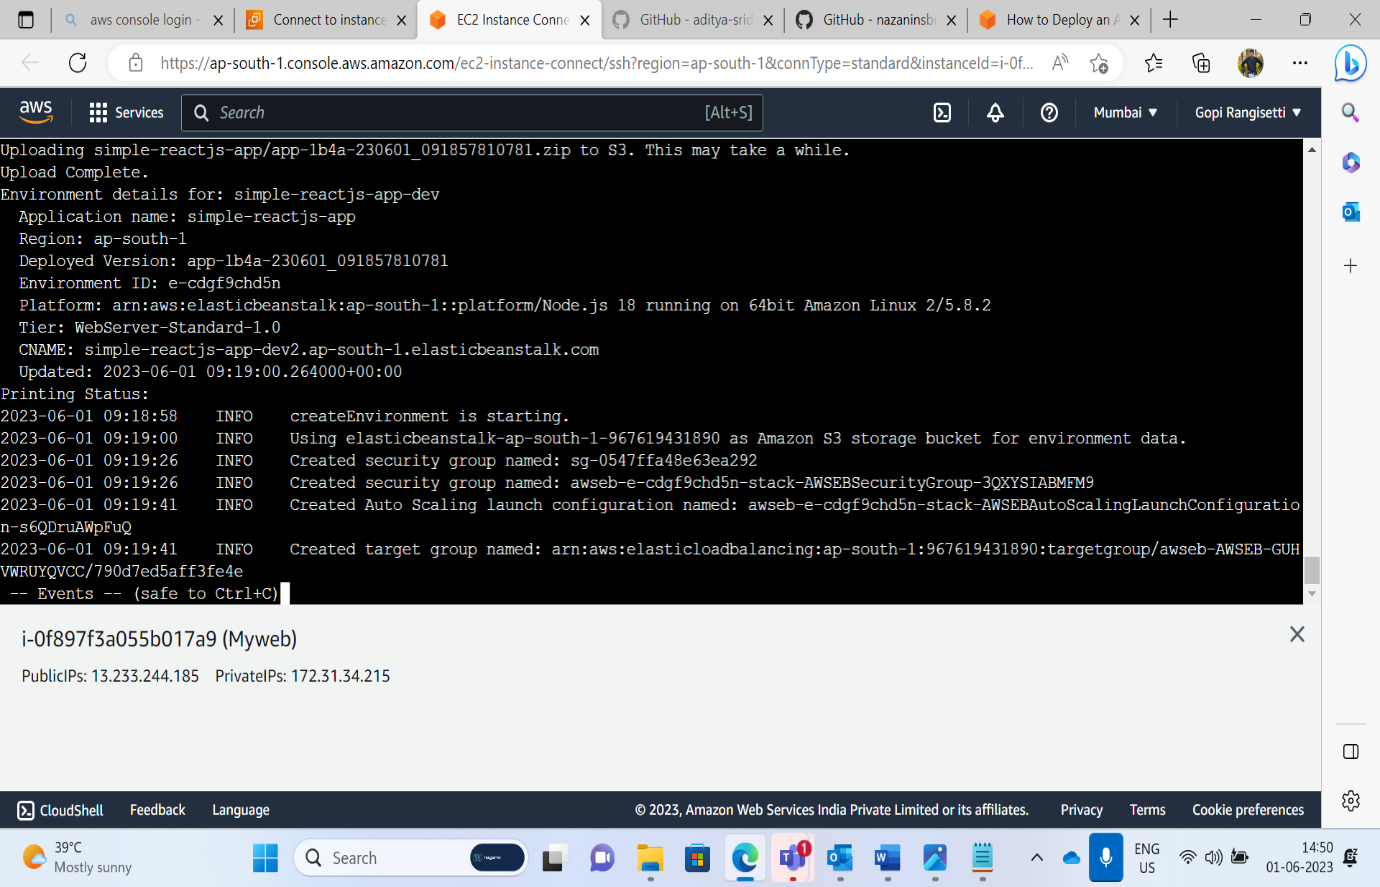 aws console login -
Connect to instance
EC2 Instance Conne
GitHub - aditya-srid
GitHub - nazaninsb
How to Deploy an A
https://ap-south-1.console.aws.amazon.com/ec2-instance-connect/ssh?region=ap-south-1&connType=standard&instanceId=i-0f...
aws
Services
Search
[Alt+S]
Mumbai
Gopi Rangisetti
Uploading simple-reactjs-app/app-1b4a-230601_091857810781.zip to S3. This may take a while.
Upload Complete.
Environment details for: simple-reactjs-app-dev
Application name: simple-reactjs-app
Region: ap-south-1
Deployed Version: app-1b4a-230601_091857810781
Environment ID: e-cdgf9chd5n
Platform: arn:aws:elasticbeanstalk:ap-south-1::platform/Node.js 18 running on 64bit Amazon Linux 2/5.8.2
Tier: WebServer-Standard-1.0
CNAME: simple-reactjs-app-dev2.ap-south-1.elasticbeanstalk.com
Updated: 2023-06-01 09:19:00.264000+00:00
Printing Status:
2023-06-01 09:18:58 INFO createEnvironment is starting.
2023-06-01 09:19:00 INFO Using elasticbeanstalk-ap-south-1-967619431890 as Amazon S3 storage bucket for environment data.
2023-06-01 09:19:26 INFO Created security group named: sg-0547ffa48e63ea292
2023-06-01 09:19:26 INFO Created security group named: awseb-e-cdgf9chd5n-stack-AWSEBSecurityGroup-3QXYSIABMFM9
2023-06-01 09:19:41 INFO Created Auto Scaling launch configuration named: awseb-e-cdgf9chd5n-stack-AWSEBAutoScalingLaunchConfiguratio
n-s6QDruAWpFuQ
2023-06-01 09:19:41 INFO Created target group named: arn:aws:elasticloadbalancing:ap-south-1:967619431890:targetgroup/awseb-AWSEB-GUH
VWRUYQVCC/790d7ed5aff3fe4e
-- Events -- (safe to Ctrl+C)
i-0f897f3a055b017a9 (Myweb)
PublicIPs: 13.233.244.185 PrivateIPs: 172.31.34.215
CloudShell
Feedback
Language
© 2023, Amazon Web Services India Private Limited or its affiliates.
Privacy
Terms
Cookie preferences
39°C
Mostly sunny
Search
1
ENG
US
14:50
01-06-2023